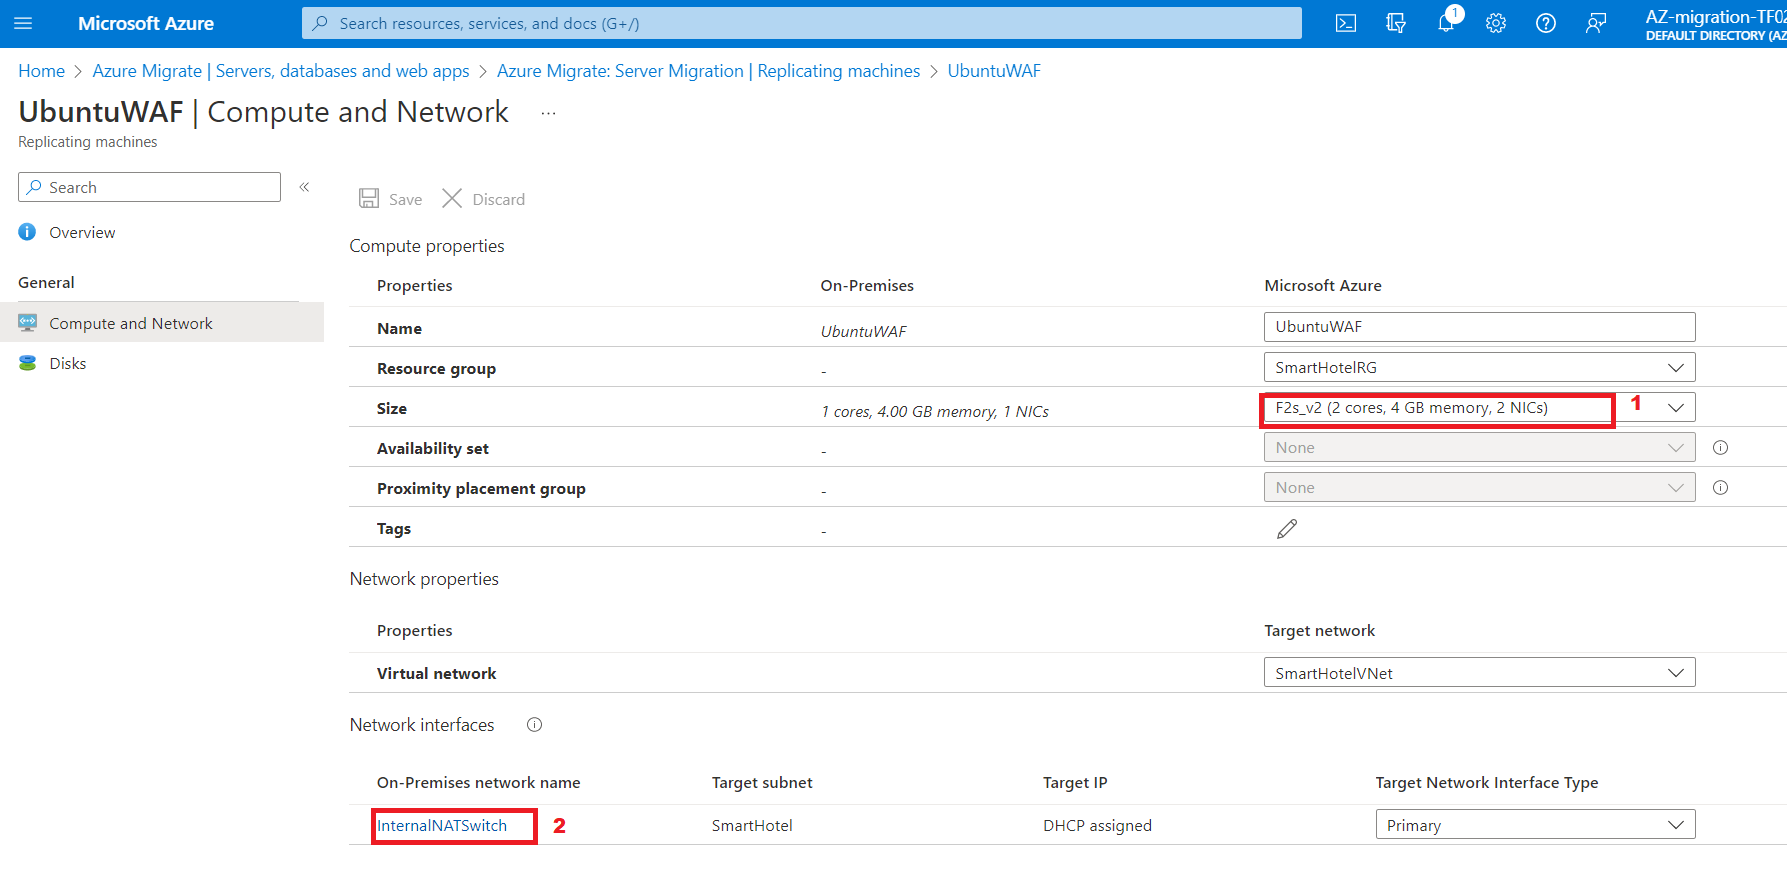 Microsoft Azure
Search resources, services, and docs (G+/)
1
AZ-migration-TF02
DEFAULT DIRECTORY (AZ
Home > Azure Migrate | Servers, databases and web apps > Azure Migrate: Server Migration | Replicating machines > UbuntuWAF
UbuntuWAF | Compute and Network ...
Replicating machines
Search «
Overview
General
Compute and Network
Disks
Save Discard
Compute properties
Properties On-Premises Microsoft Azure
Name UbuntuWAF UbuntuWAF
Resource group - SmartHotelRG
Size 1 cores, 4.00 GB memory, 1 NICs F2s_v2 (2 cores, 4 GB memory, 2 NICs) 1
Availability set - None
Proximity placement group - None
Tags -
Network properties
Properties Target network
Virtual network SmartHotelVNet
Network interfaces
On-Premises network name Target subnet Target IP Target Network Interface Type
InternalNATSwitch 2 SmartHotel DHCP assigned Primary